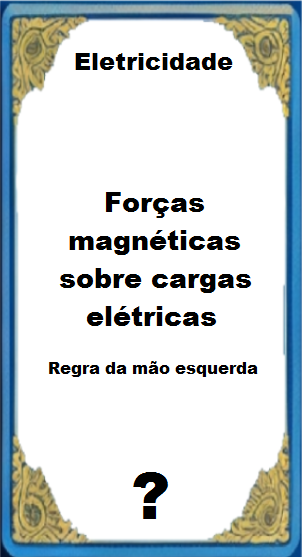 Eletricidade
Forças
magnéticas
sobre cargas
elétricas
Regra da mão esquerda
?